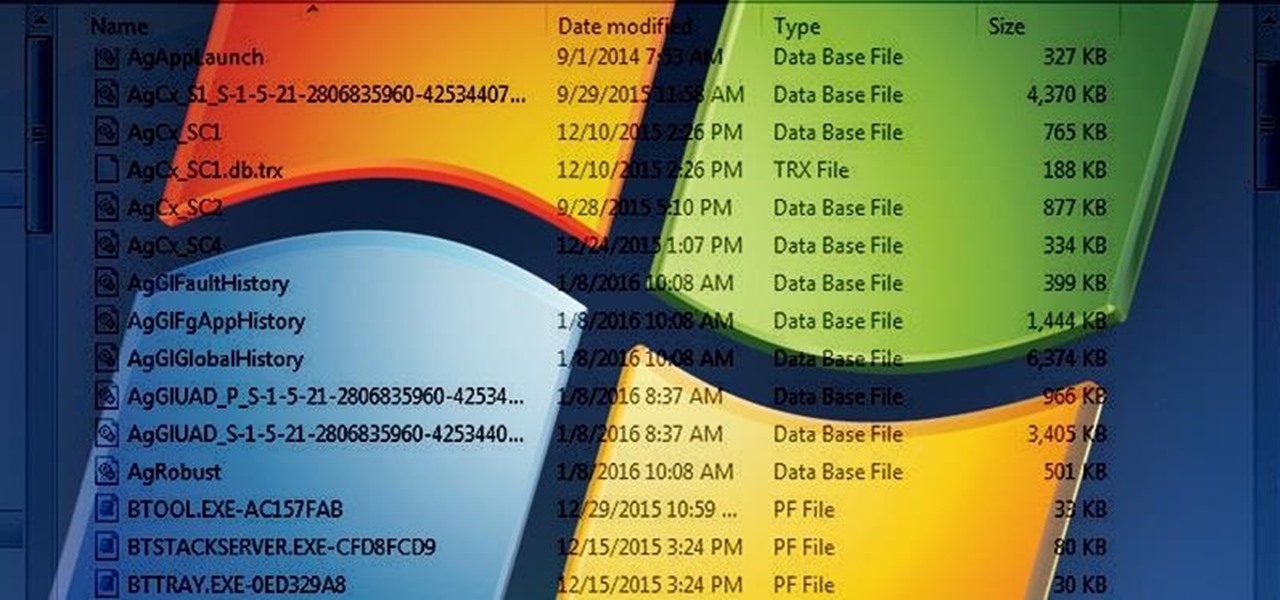 Name Date modified Type Size
AgAppLaunch 9/1/2014 7:53 AM Data Base File 327 KB
AgCx_S1_S-1-5-21-2806835960-42534407... 9/29/2015 11:58 AM Data Base File 4,370 KB
AgCx_SC1 12/10/2015 2:26 PM Data Base File 765 KB
AgCx_SC1.db.trx 12/10/2015 2:26 PM TRX File 188 KB
AgCx_SC2 9/28/2015 5:10 PM Data Base File 877 KB
AgCx_SC4 12/24/2015 1:07 PM Data Base File 334 KB
AgGlFaultHistory 1/8/2016 10:08 AM Data Base File 399 KB
AgGlFgAppHistory 1/8/2016 10:08 AM Data Base File 1,444 KB
AgGlGlobalHistory 1/8/2016 10:08 AM Data Base File 6,374 KB
AgGlUAD_P_S-1-5-21-2806835960-42534... 1/8/2016 8:37 AM Data Base File 966 KB
AgGlUAD_S-1-5-21-2806835960-4253440... 1/8/2016 8:37 AM Data Base File 3,405 KB
AgRobust 1/8/2016 10:08 AM Data Base File 501 KB
BTOOL.EXE-AC157FAB 12/29/2015 10:59 ... PF File 33 KB
BTSTACKSERVER.EXE-CFD8FCD9 12/15/2015 3:24 PM PF File 80 KB
BTTRAY.EXE-0ED329A8 12/15/2015 3:24 PM PF File 30 KB